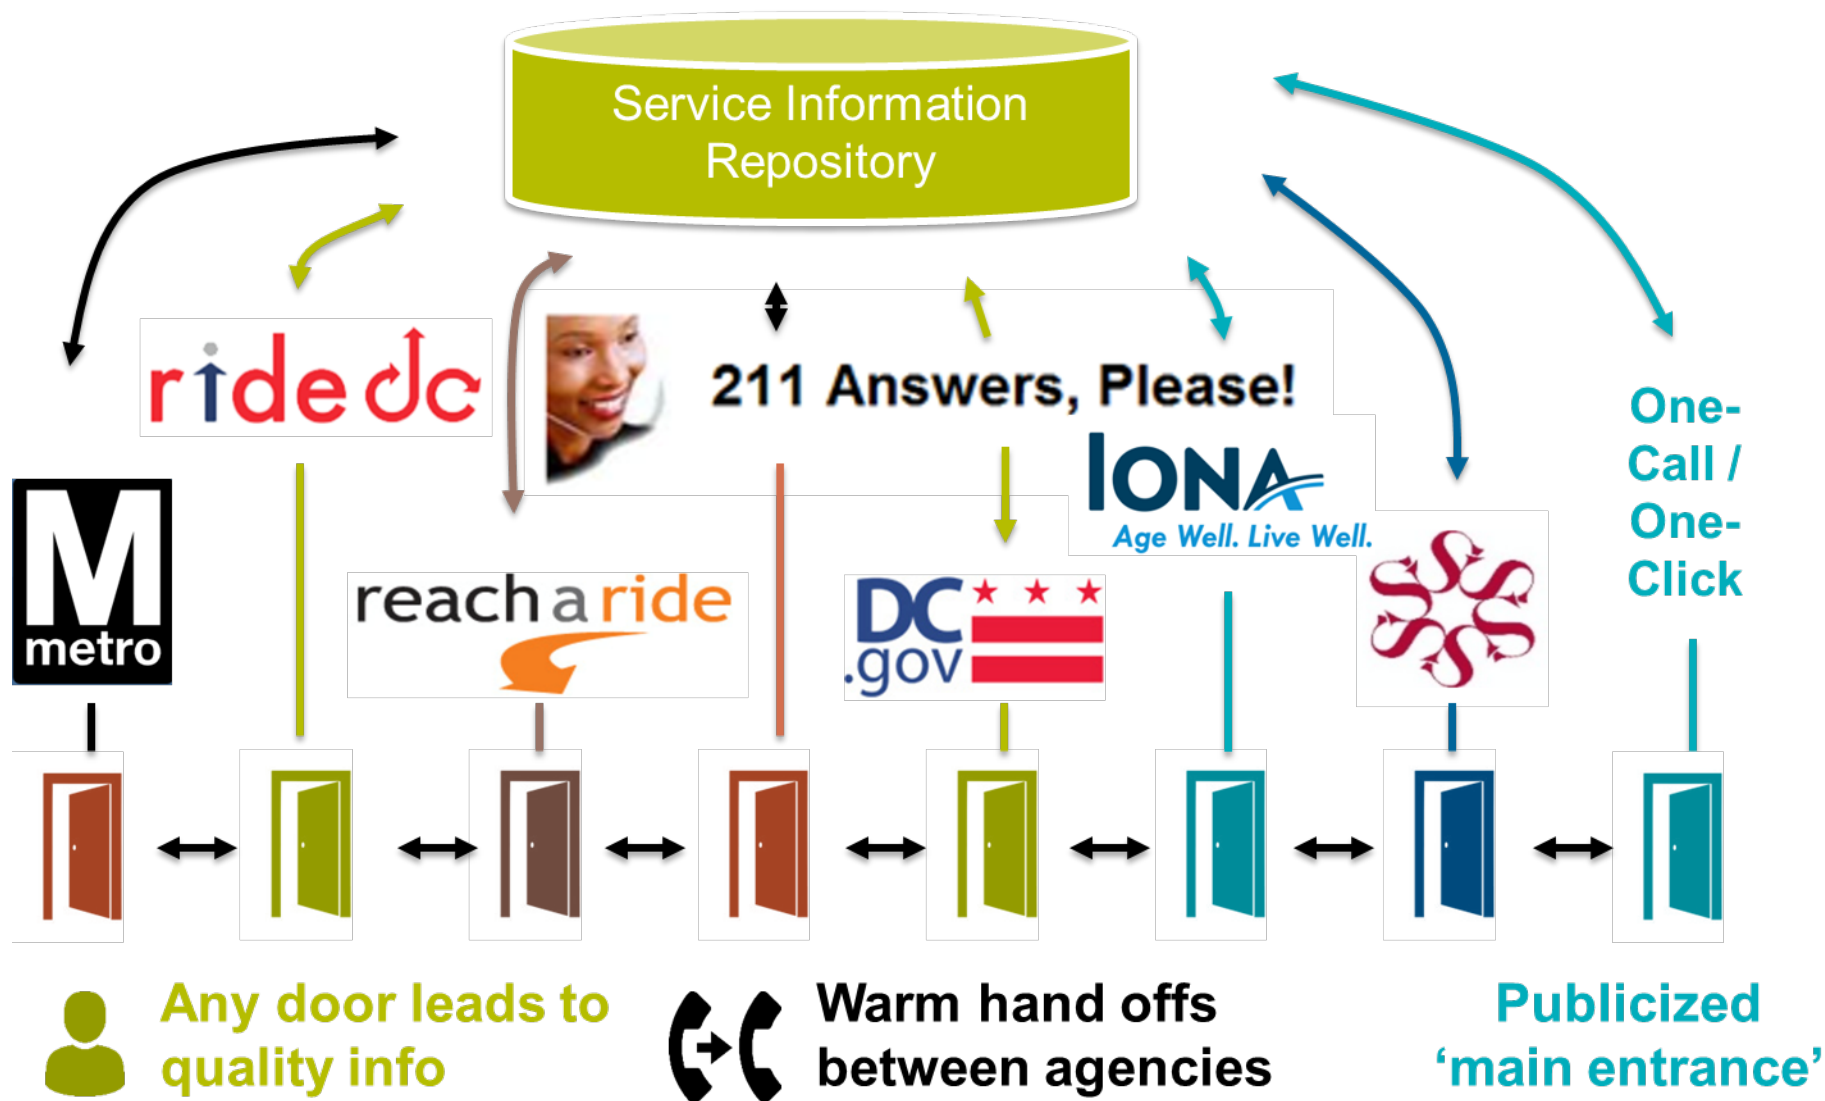 Service Information
Repository
ride dc
211 Answers, Please!
One-
Call /
One-
Click
IONA
Age Well. Live Well.
M
metro
reach a ride
DC
.gov
Any door leads to
quality info
Warm hand offs
between agencies
Publicized
‘main entrance’